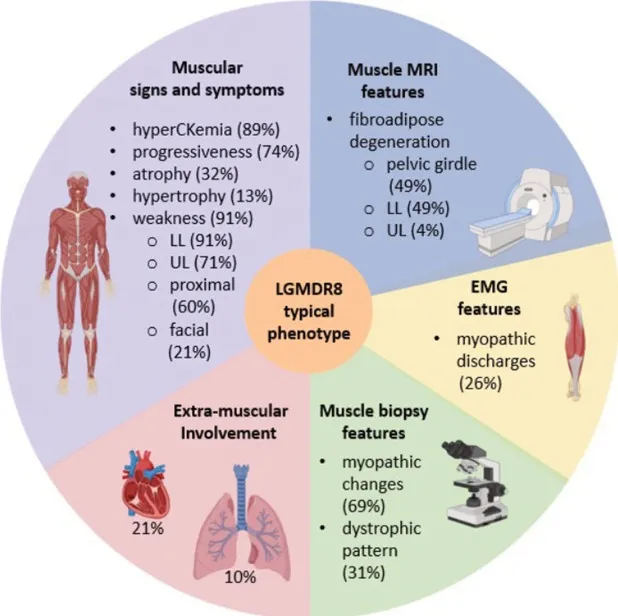 Muscular
signs and symptoms
• hyperCKemia (89%)
• progressiveness (74%)
• atrophy (32%)
• hypertrophy (13%)
• weakness (91%)
o LL (91%)
o UL (71%)
o proximal
(60%)
o facial
(21%)
Muscle MRI
features
• fibroadipose
degeneration
o pelvic girdle
(49%)
o LL (49%)
o UL (4%)
LGMDR8
typical
phenotype
EMG
features
• myopathic
discharges
(26%)
Extra-muscular
Involvement
21%
10%
Muscle biopsy
features
• myopathic
changes
(69%)
• dystrophic
pattern
(31%)